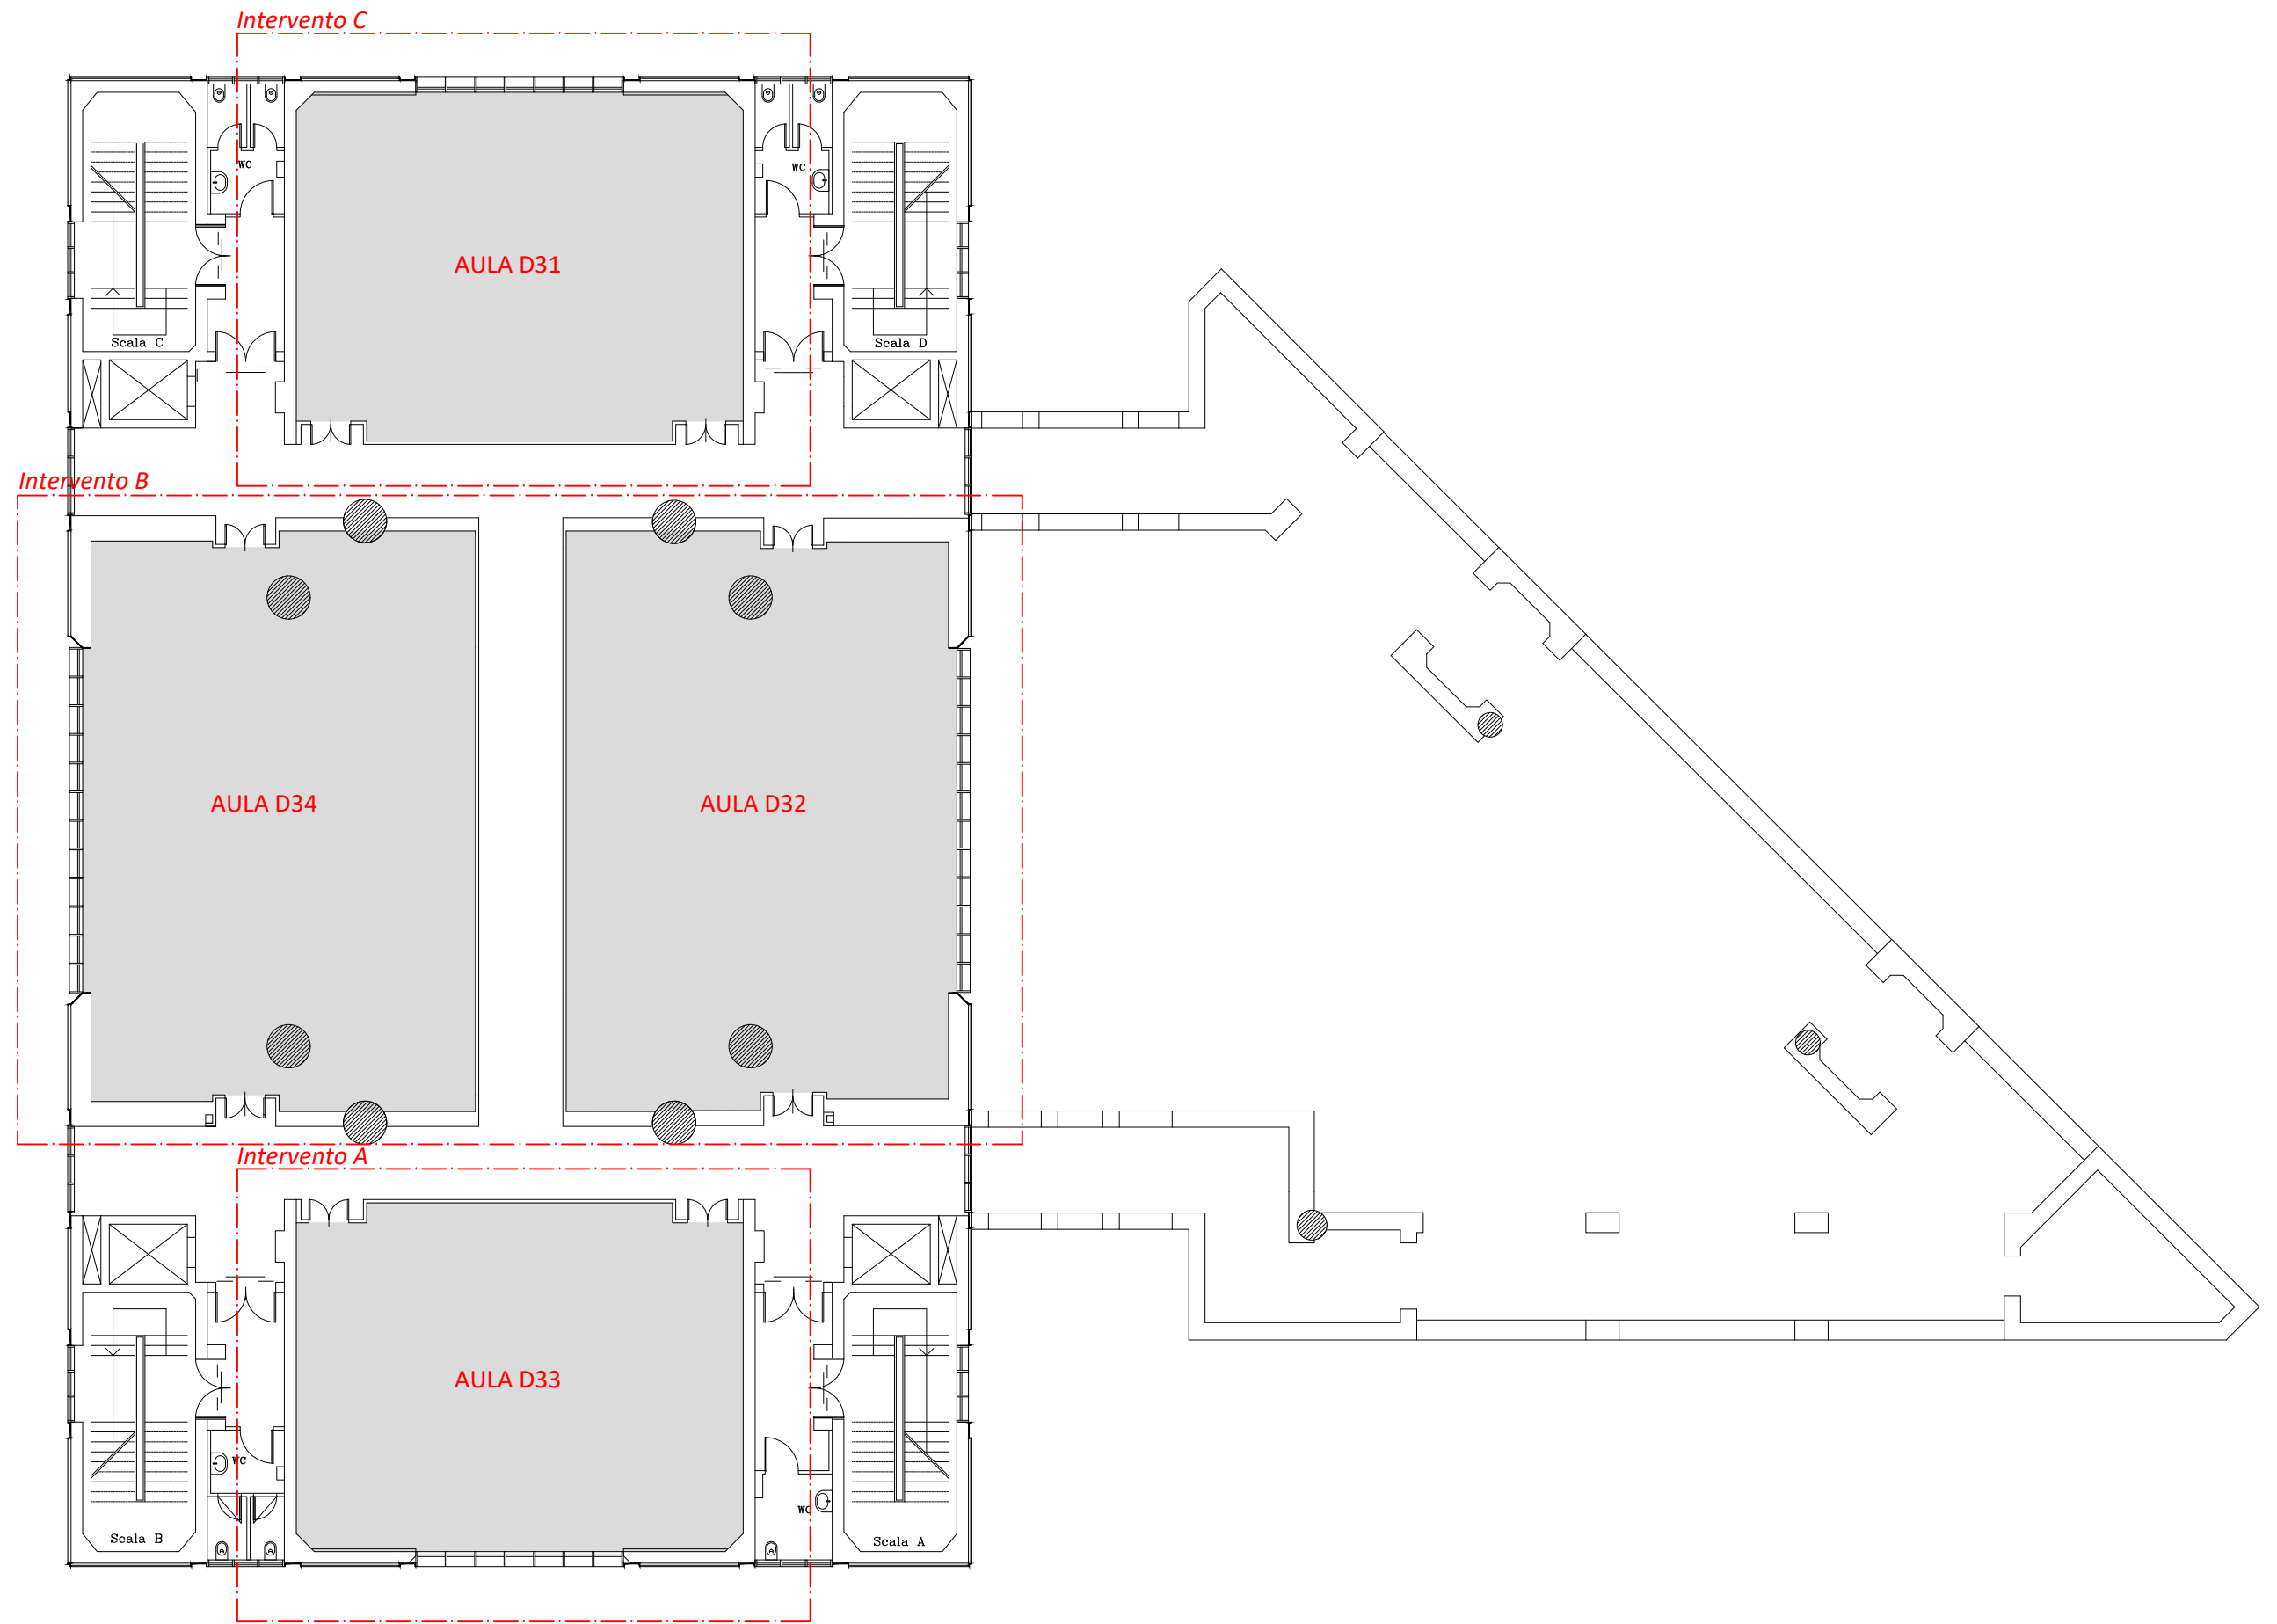 Intervento C
WC
WC
AULA D31
Scala C
Scala D
Intervento B
AULA D34
AULA D32
Intervento A
AULA D33
WC
WC
Scala B
Scala A